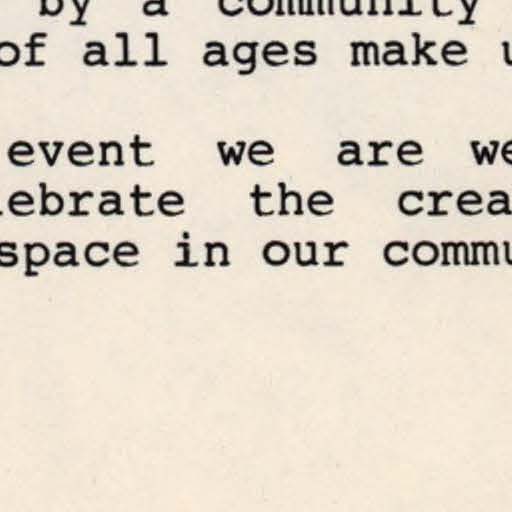 by a community
of all ages make
event we are we
ebrate the crea
space in our commu